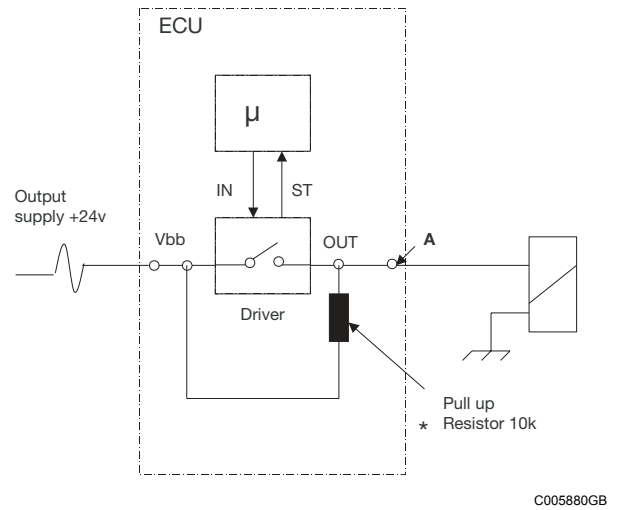 ECU
μ
IN
ST
Output
supply +24v
Vbb
OUT
A
Driver
Pull up
* Resistor 10k
C005880GB